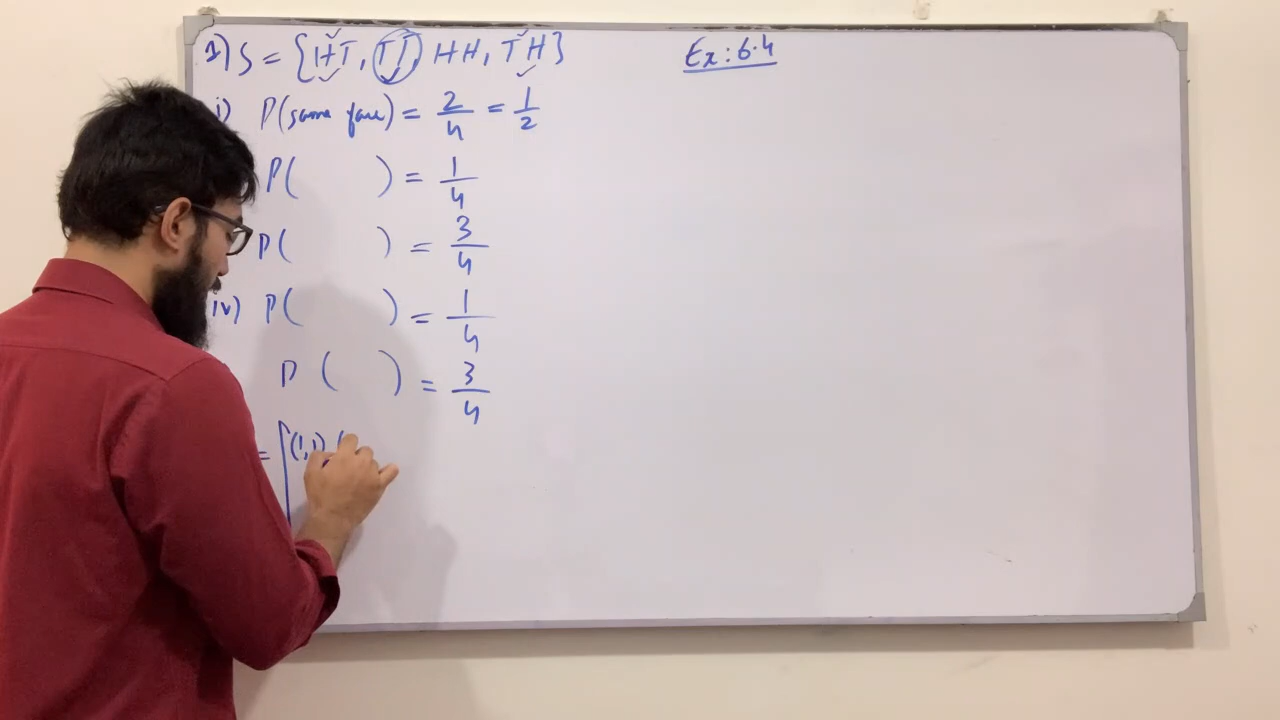 1) S = {HT, TT, HH, TH}
Ex: 6.4
i) P(same face) = 2/4 = 1/2
P( ) = 1/4
P( ) = 3/4
iv) P( ) = 1/4
P( ) = 3/4
= [(1,1) (